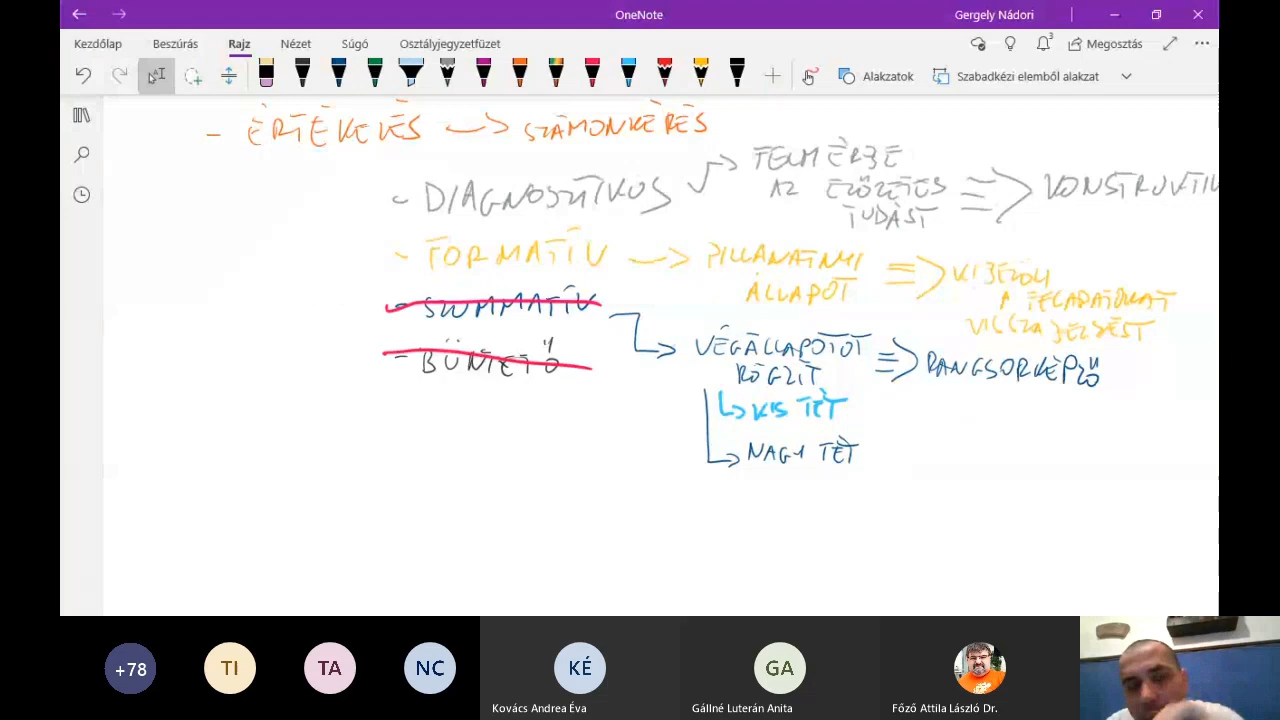 OneNote
Gergely Nádori
Kezdőlap
Beszúrás
Rajz
Nézet
Súgó
Osztályjegyzetfüzet
Megosztás
Alakzatok
Szabadkézi elemből alakzat
- ÉRTÉKELÉS → SZÁMONKÉRÉS
- DIAGNOSZTIKUS → FELMÉRJE
AZ ELŐZETES
TUDÁST
⇒ KONSTRUKTIV
- FORMATÍV → PILLANATNYI
ÁLLAPOT
⇒ KIJELÖLI
A FELADATOKAT
VISSZAJELZÉST
- SZUMMATÍV
→ VÉGÁLLAPOTOT
RÖGZÍT
⇒ RANGSORKÉPZŐ
- BÜNTETŐ
→ KIS TÉT
→ NAGY TÉT
+78
TI
TA
NC
KÉ
Kovács Andrea Éva
GA
Gállné Luterán Anita
Főző Attila László Dr.